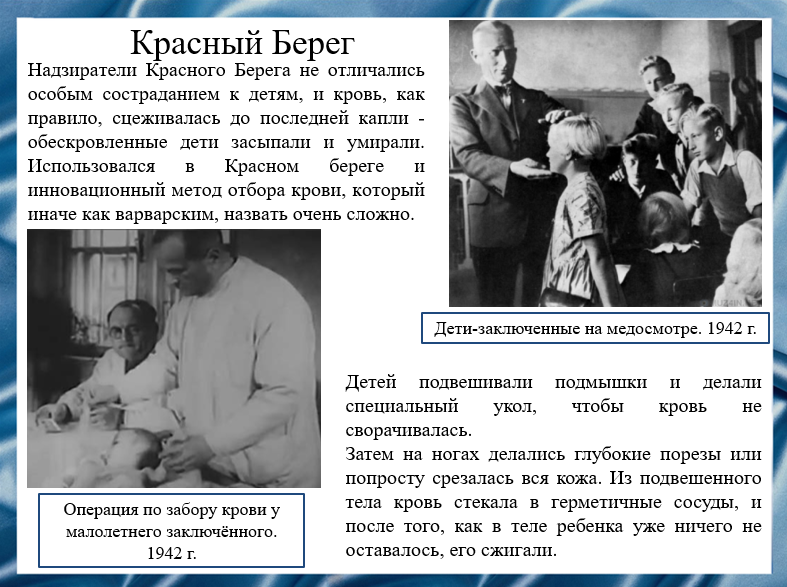 Красный Берег
Надзиратели Красного Берега не отличались
особым состраданием к детям, и кровь, как
правило, сцеживалась до последней капли -
обескровленные дети засыпали и умирали.
Использовался в Красном береге и
инновационный метод отбора крови, который
иначе как варварским, назвать очень сложно.
Дети-заключенные на медосмотре. 1942 г.
Операция по забору крови у
малолетнего заключённого.
1942 г.
Детей подвешивали подмышки и делали
специальный укол, чтобы кровь не
сворачивалась.
Затем на ногах делались глубокие порезы или
попросту срезалась вся кожа. Из подвешенного
тела кровь стекала в герметичные сосуды, и
после того, как в теле ребенка уже ничего не
оставалось, его сжигали.